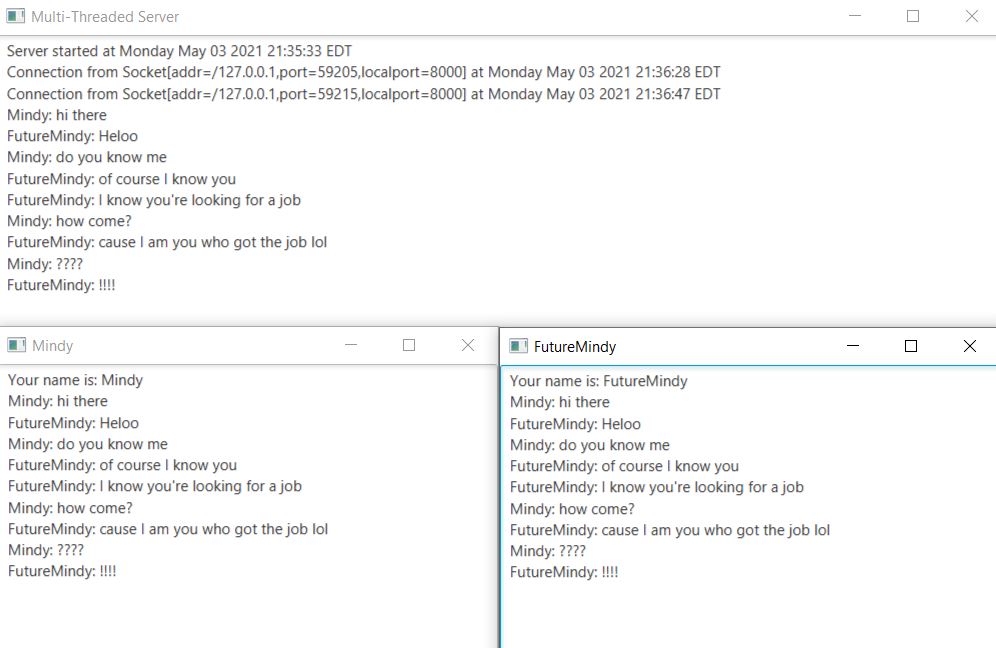 Multi-Threaded Server
Server started at Monday May 03 2021 21:35:33 EDT
Connection from Socket[addr=/127.0.0.1,port=59205,localport=8000] at Monday May 03 2021 21:36:28 EDT
Connection from Socket[addr=/127.0.0.1,port=59215,localport=8000] at Monday May 03 2021 21:36:47 EDT
Mindy: hi there
FutureMindy: Heloo
Mindy: do you know me
FutureMindy: of course I know you
FutureMindy: I know you're looking for a job
Mindy: how come?
FutureMindy: cause I am you who got the job lol
Mindy: ????
FutureMindy: !!!!
Mindy
Your name is: Mindy
Mindy: hi there
FutureMindy: Heloo
Mindy: do you know me
FutureMindy: of course I know you
FutureMindy: I know you're looking for a job
Mindy: how come?
FutureMindy: cause I am you who got the job lol
Mindy: ????
FutureMindy: !!!!
FutureMindy
Your name is: FutureMindy
Mindy: hi there
FutureMindy: Heloo
Mindy: do you know me
FutureMindy: of course I know you
FutureMindy: I know you're looking for a job
Mindy: how come?
FutureMindy: cause I am you who got the job lol
Mindy: ????
FutureMindy: !!!!